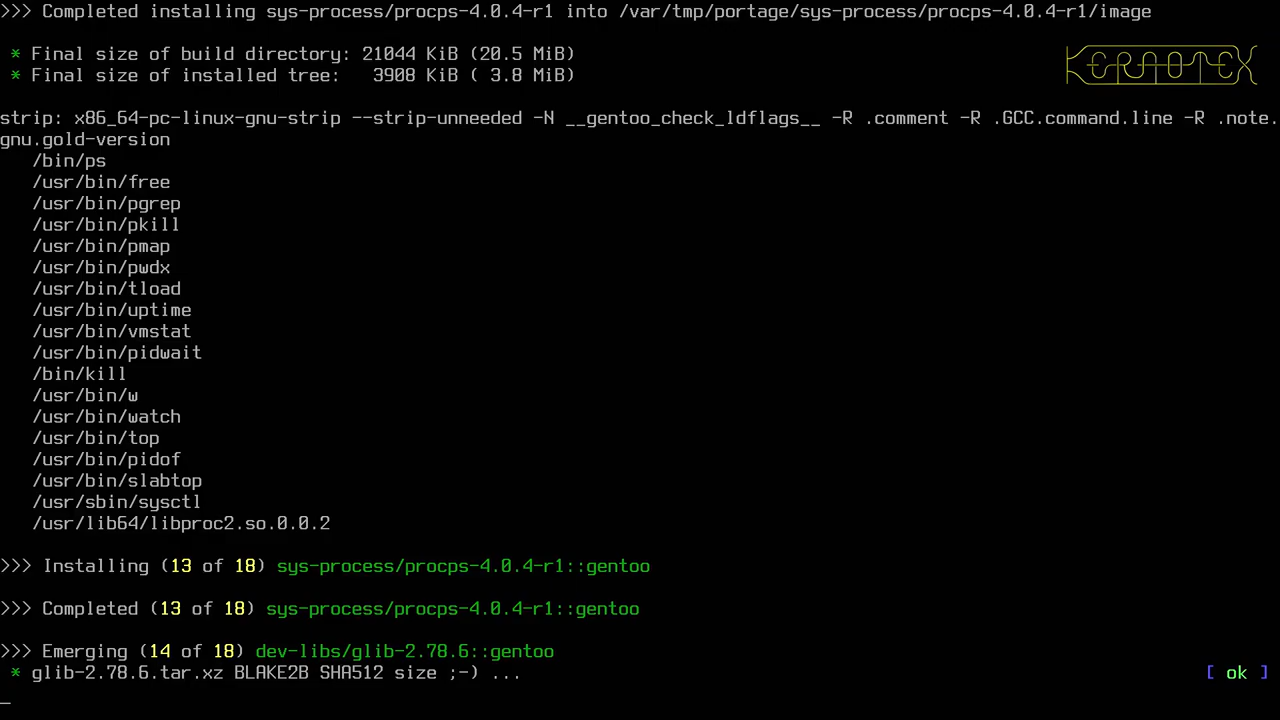 >>> Completed installing sys-process/procps-4.0.4-r1 into /var/tmp/portage/sys-process/procps-4.0.4-r1/image
* Final size of build directory: 21044 KiB (20.5 MiB)
* Final size of installed tree:   3908 KiB ( 3.8 MiB)
KERNOTEX
strip: x86_64-pc-linux-gnu-strip --strip-unneeded -N __gentoo_check_ldflags__ -R .comment -R .GCC.command.line -R .note.
gnu.gold-version
/bin/ps
/usr/bin/free
/usr/bin/pgrep
/usr/bin/pkill
/usr/bin/pmap
/usr/bin/pwdx
/usr/bin/tload
/usr/bin/uptime
/usr/bin/vmstat
/usr/bin/pidwait
/bin/kill
/usr/bin/w
/usr/bin/watch
/usr/bin/top
/usr/bin/pidof
/usr/bin/slabtop
/usr/sbin/sysctl
/usr/lib64/libproc2.so.0.0.2
>>> Installing (13 of 18) sys-process/procps-4.0.4-r1::gentoo
>>> Completed (13 of 18) sys-process/procps-4.0.4-r1::gentoo
>>> Emerging (14 of 18) dev-libs/glib-2.78.6::gentoo
* glib-2.78.6.tar.xz BLAKE2B SHA512 size ;-) ... [ ok ]
_